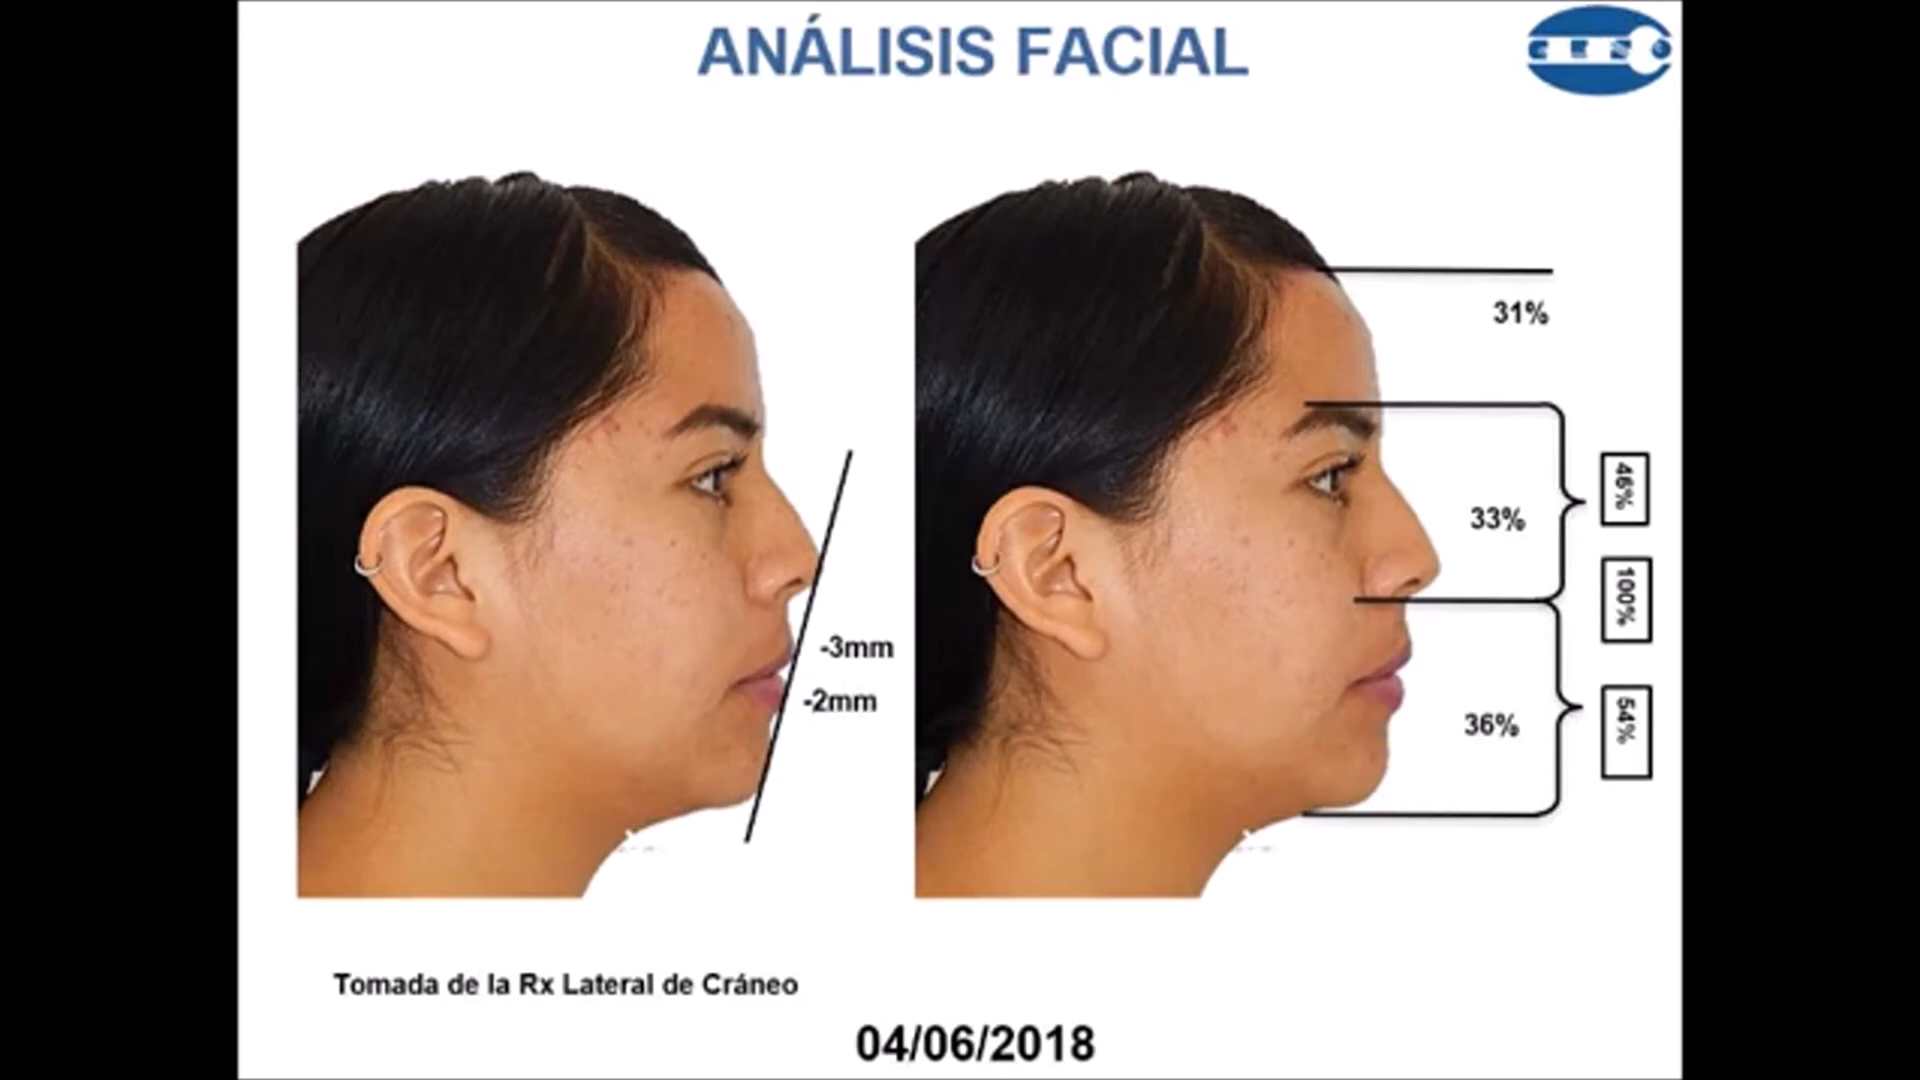 ANÁLISIS FACIAL
31%
46%
33%
100%
-3mm
-2mm
36%
54%
Tomada de la Rx Lateral de Cráneo
04/06/2018